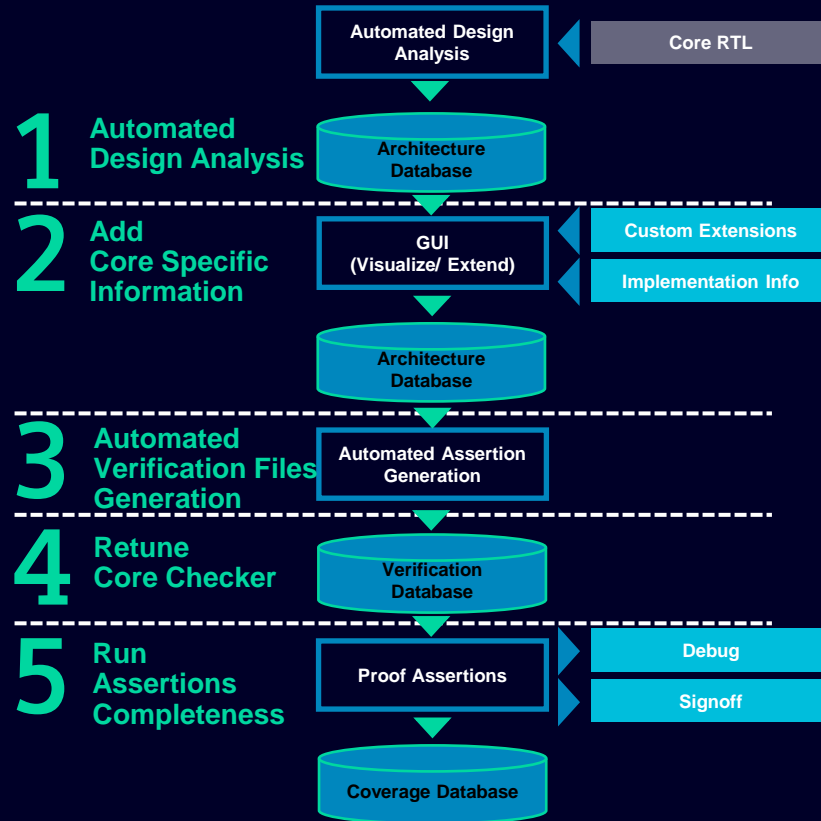 Automated Design
Analysis
Core RTL
1
Automated
Design Analysis
Architecture
Database
2
Add
Core Specific
Information
GUI
(Visualize/ Extend)
Custom Extensions
Implementation Info
Architecture
Database
3
Automated
Verification Files
Generation
Automated Assertion
Generation
4
Retune
Core Checker
Verification
Database
5
Run
Assertions
Completeness
Proof Assertions
Debug
Signoff
Coverage Database